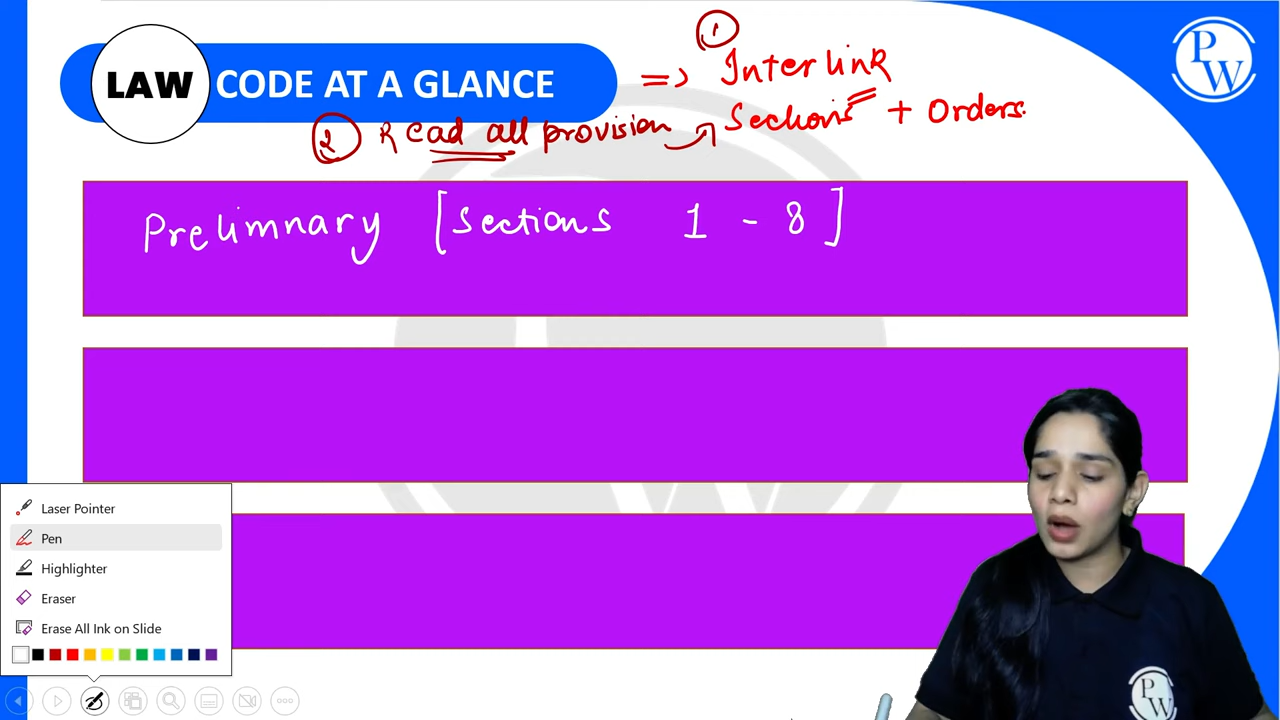 ①
=> Interlink
LAW CODE AT A GLANCE
Sections + Orders.
② Read all provision
Prelimnary [Sections 1 - 8]
Laser Pointer
Pen
Highlighter
Eraser
Erase All Ink on Slide
PW
PW